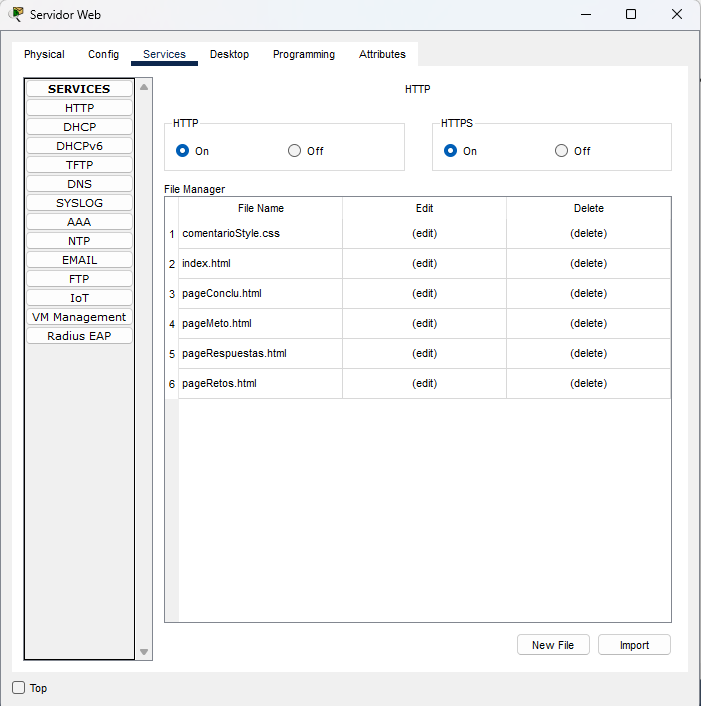 Servidor Web
Physical Config Services Desktop Programming Attributes
SERVICES
HTTP
DHCP
DHCPv6
TFTP
DNS
SYSLOG
AAA
NTP
EMAIL
FTP
IoT
VM Management
Radius EAP
HTTP
HTTP
On Off
HTTPS
On Off
File Manager
File Name Edit Delete
1 comentarioStyle.css (edit) (delete)
2 index.html (edit) (delete)
3 pageConclu.html (edit) (delete)
4 pageMeto.html (edit) (delete)
5 pageRespuestas.html (edit) (delete)
6 pageRetos.html (edit) (delete)
New File Import
Top